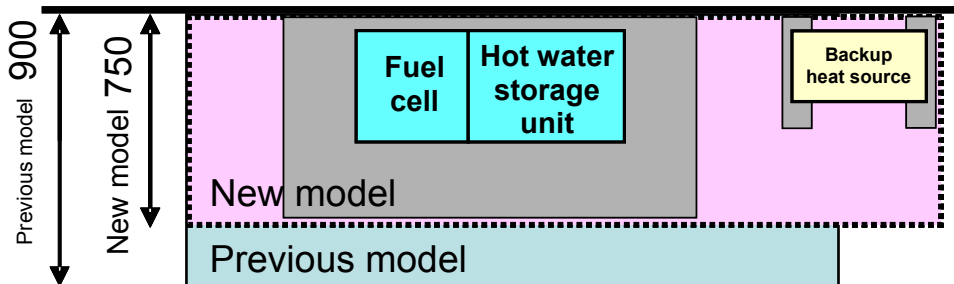 Previous model 900
New model 750
Fuel
cell
Hot water
storage
unit
Backup
heat source
New model
Previous model